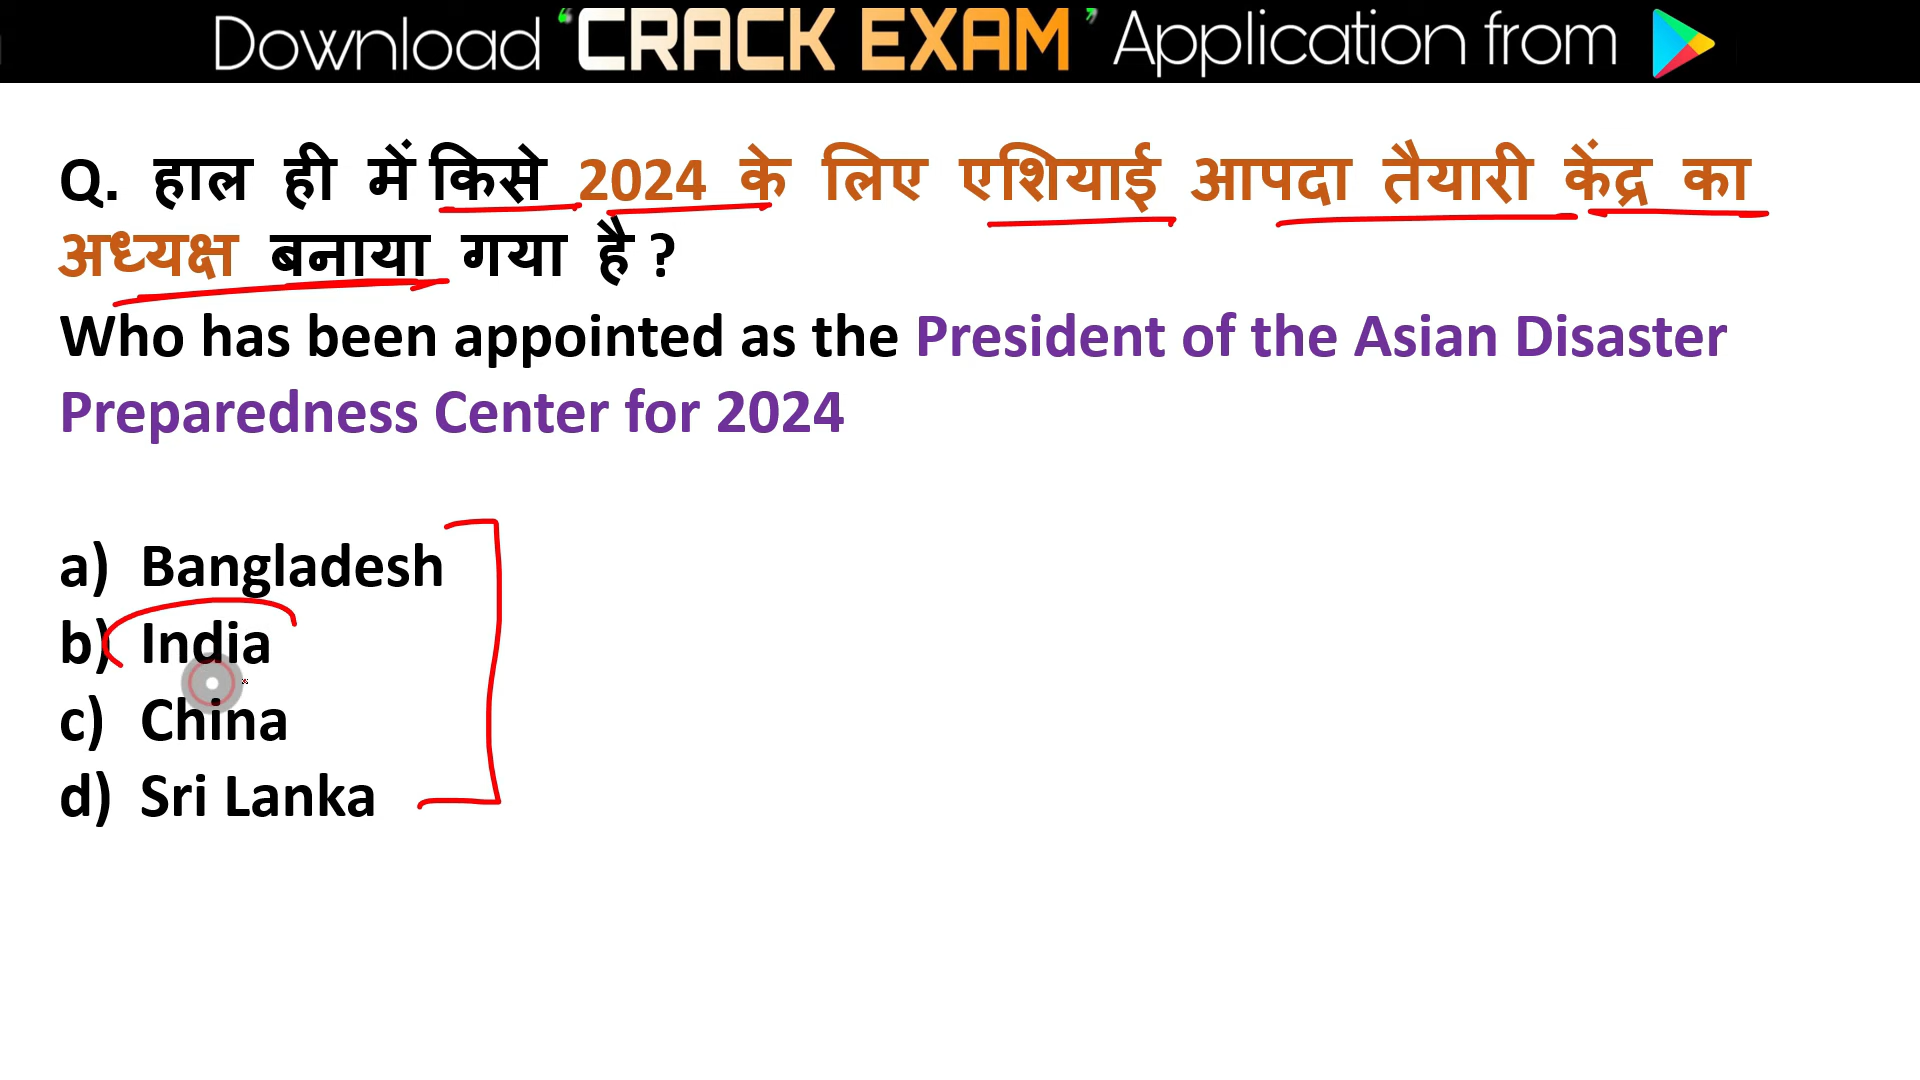 Download ‘CRACK EXAM’ Application from
Q. हाल ही में किसे 2024 के लिए एशियाई आपदा तैयारी केंद्र का
अध्यक्ष बनाया गया है ?
Who has been appointed as the President of the Asian Disaster
Preparedness Center for 2024
a) Bangladesh
b) India
c) China
d) Sri Lanka